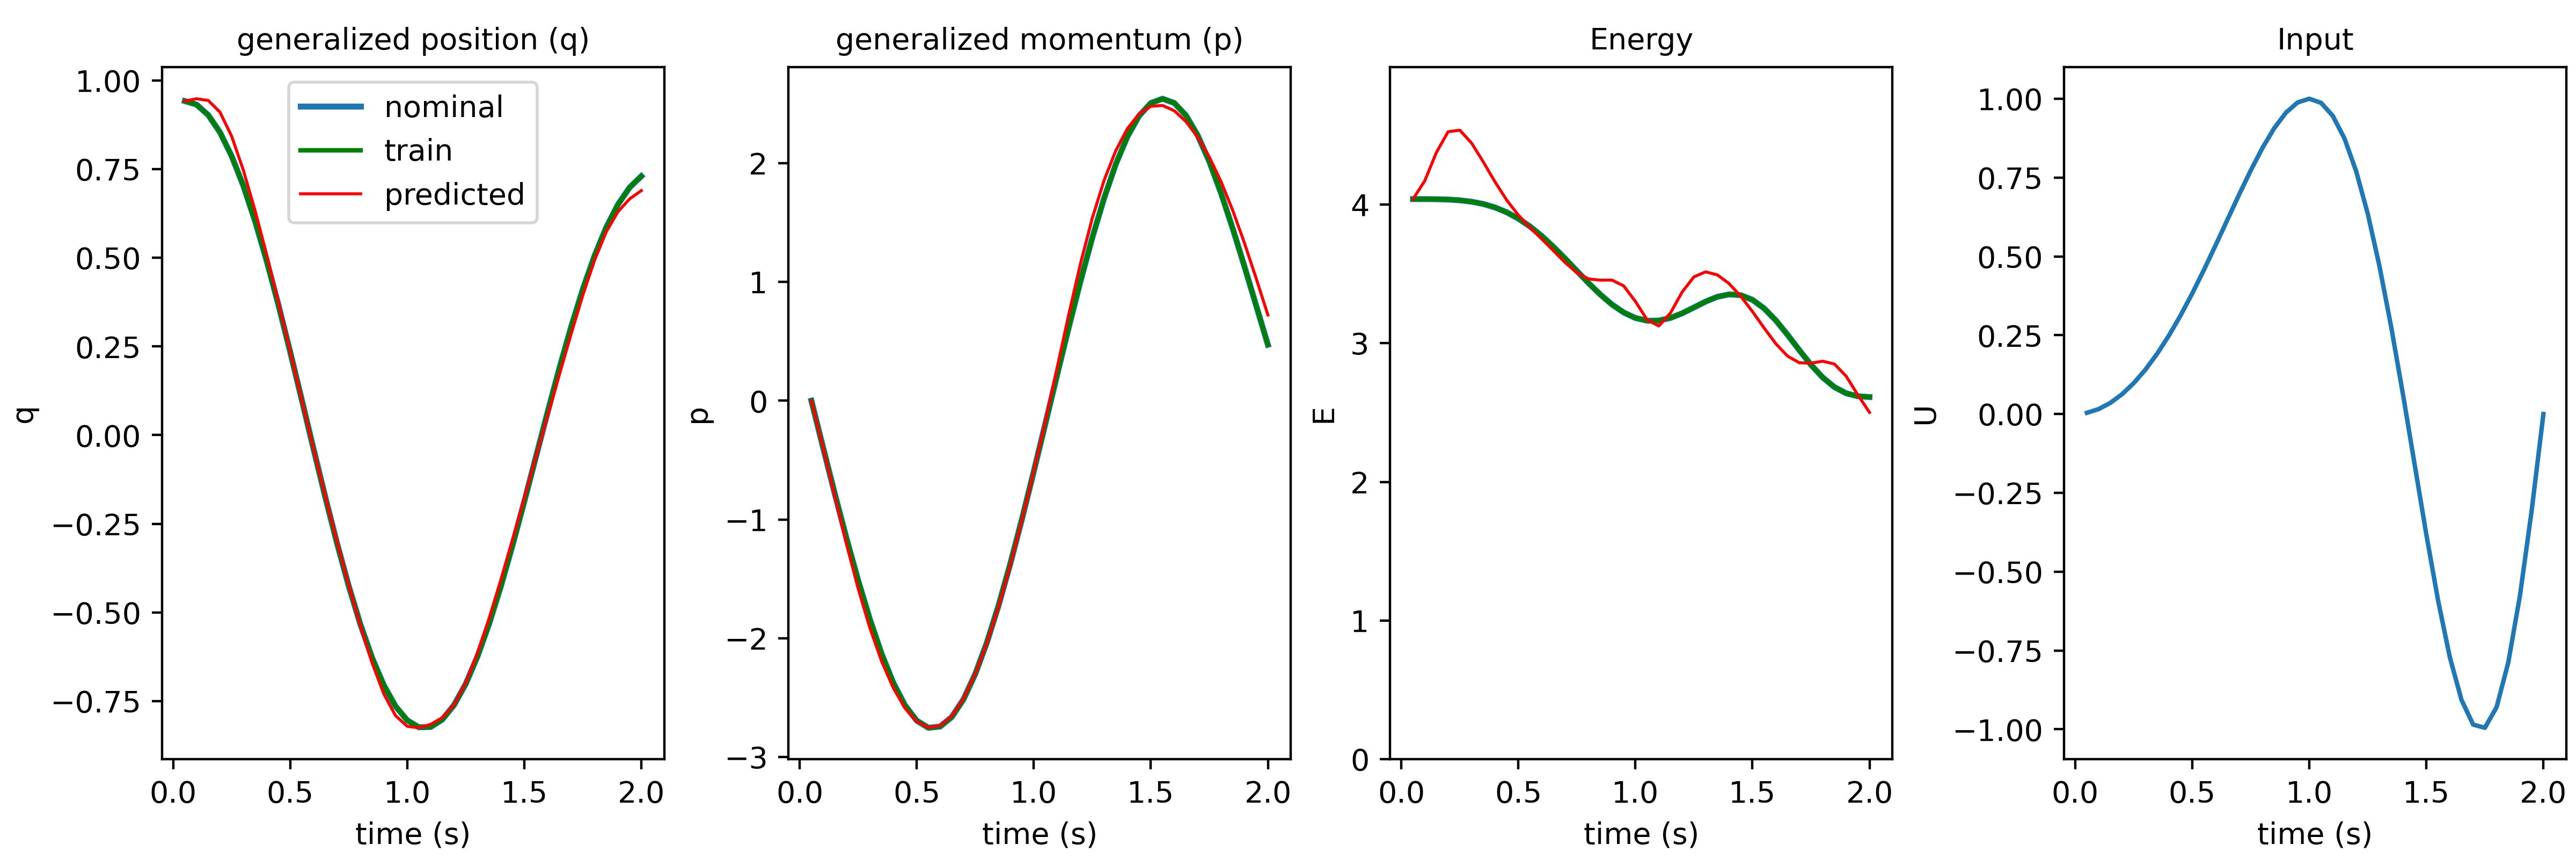 generalized position (q)
1.00
0.75
0.50
0.25
0.00
−0.25
−0.50
−0.75
q
0.0 0.5 1.0 1.5 2.0
time (s)
nominal
train
predicted
generalized momentum (p)
2
1
0
−1
−2
−3
p
0.0 0.5 1.0 1.5 2.0
time (s)
Energy
4
3
2
1
0
E
0.0 0.5 1.0 1.5 2.0
time (s)
Input
1.00
0.75
0.50
0.25
0.00
−0.25
−0.50
−0.75
−1.00
U
0.0 0.5 1.0 1.5 2.0
time (s)